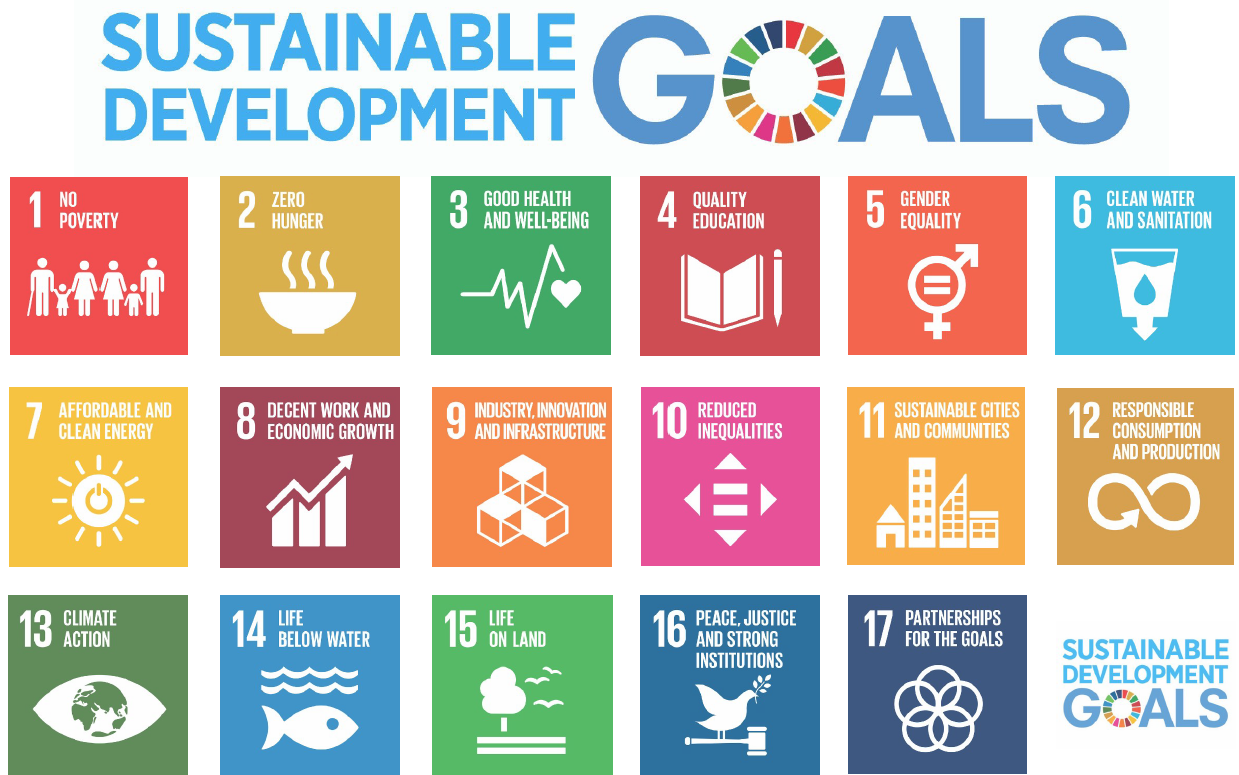 SUSTAINABLE
DEVELOPMENT
GOALS
1 NO
POVERTY
2 ZERO
HUNGER
3 GOOD HEALTH
AND WELL-BEING
4 QUALITY
EDUCATION
5 GENDER
EQUALITY
6 CLEAN WATER
AND SANITATION
7 AFFORDABLE AND
CLEAN ENERGY
8 DECENT WORK AND
ECONOMIC GROWTH
9 INDUSTRY, INNOVATION
AND INFRASTRUCTURE
10 REDUCED
INEQUALITIES
11 SUSTAINABLE CITIES
AND COMMUNITIES
12 RESPONSIBLE
CONSUMPTION
AND PRODUCTION
13 CLIMATE
ACTION
14 LIFE
BELOW WATER
15 LIFE
ON LAND
16 PEACE, JUSTICE
AND STRONG
INSTITUTIONS
17 PARTNERSHIPS
FOR THE GOALS
SUSTAINABLE
DEVELOPMENT
GOALS